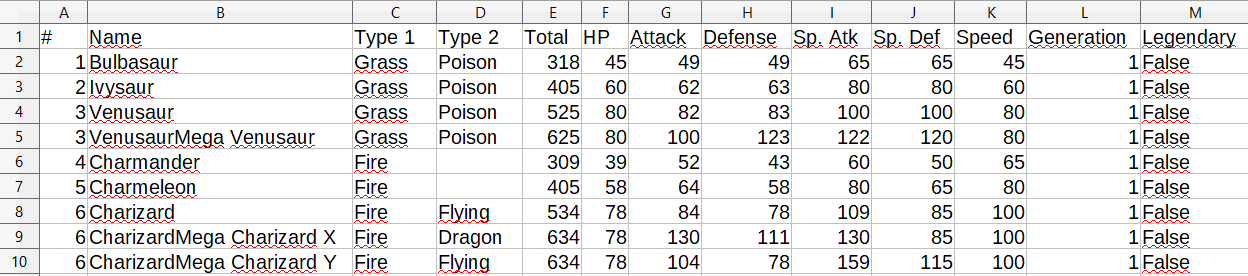 A B C D E F G H I J K L M
1 # Name Type 1 Type 2 Total HP Attack Defense Sp. Atk Sp. Def Speed Generation Legendary
2 1 Bulbasaur Grass Poison 318 45 49 49 65 65 45 1 False
3 2 Ivysaur Grass Poison 405 60 62 63 80 80 60 1 False
4 3 Venusaur Grass Poison 525 80 82 83 100 100 80 1 False
5 3 VenusaurMega Venusaur Grass Poison 625 80 100 123 122 120 80 1 False
6 4 Charmander Fire 309 39 52 43 60 50 65 1 False
7 5 Charmeleon Fire 405 58 64 58 80 65 80 1 False
8 6 Charizard Fire Flying 534 78 84 78 109 85 100 1 False
9 6 CharizardMega Charizard X Fire Dragon 634 78 130 111 130 85 100 1 False
10 6 CharizardMega Charizard Y Fire Flying 634 78 104 78 159 115 100 1 False